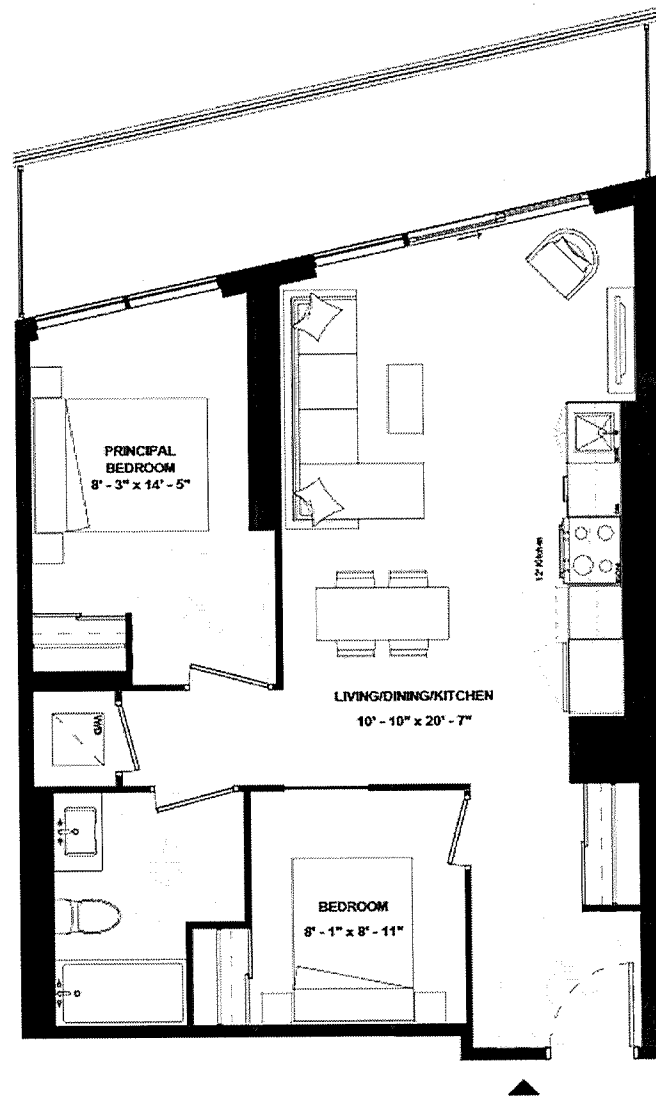 PRINCIPAL
BEDROOM
8' - 3" x 14' - 5"
12' Kitchen
LIVING/DINING/KITCHEN
10' - 10" x 20' - 7"
W/D
BEDROOM
8' - 1" x 8' - 11"